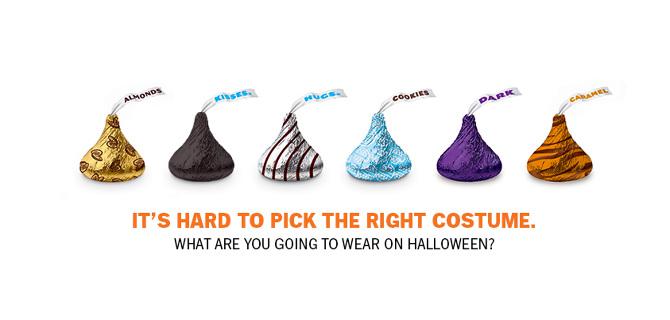 ALMONDS
KISSES.
HUGS.
COOKIES
DARK
CARAMEL
IT'S HARD TO PICK THE RIGHT COSTUME.
WHAT ARE YOU GOING TO WEAR ON HALLOWEEN?